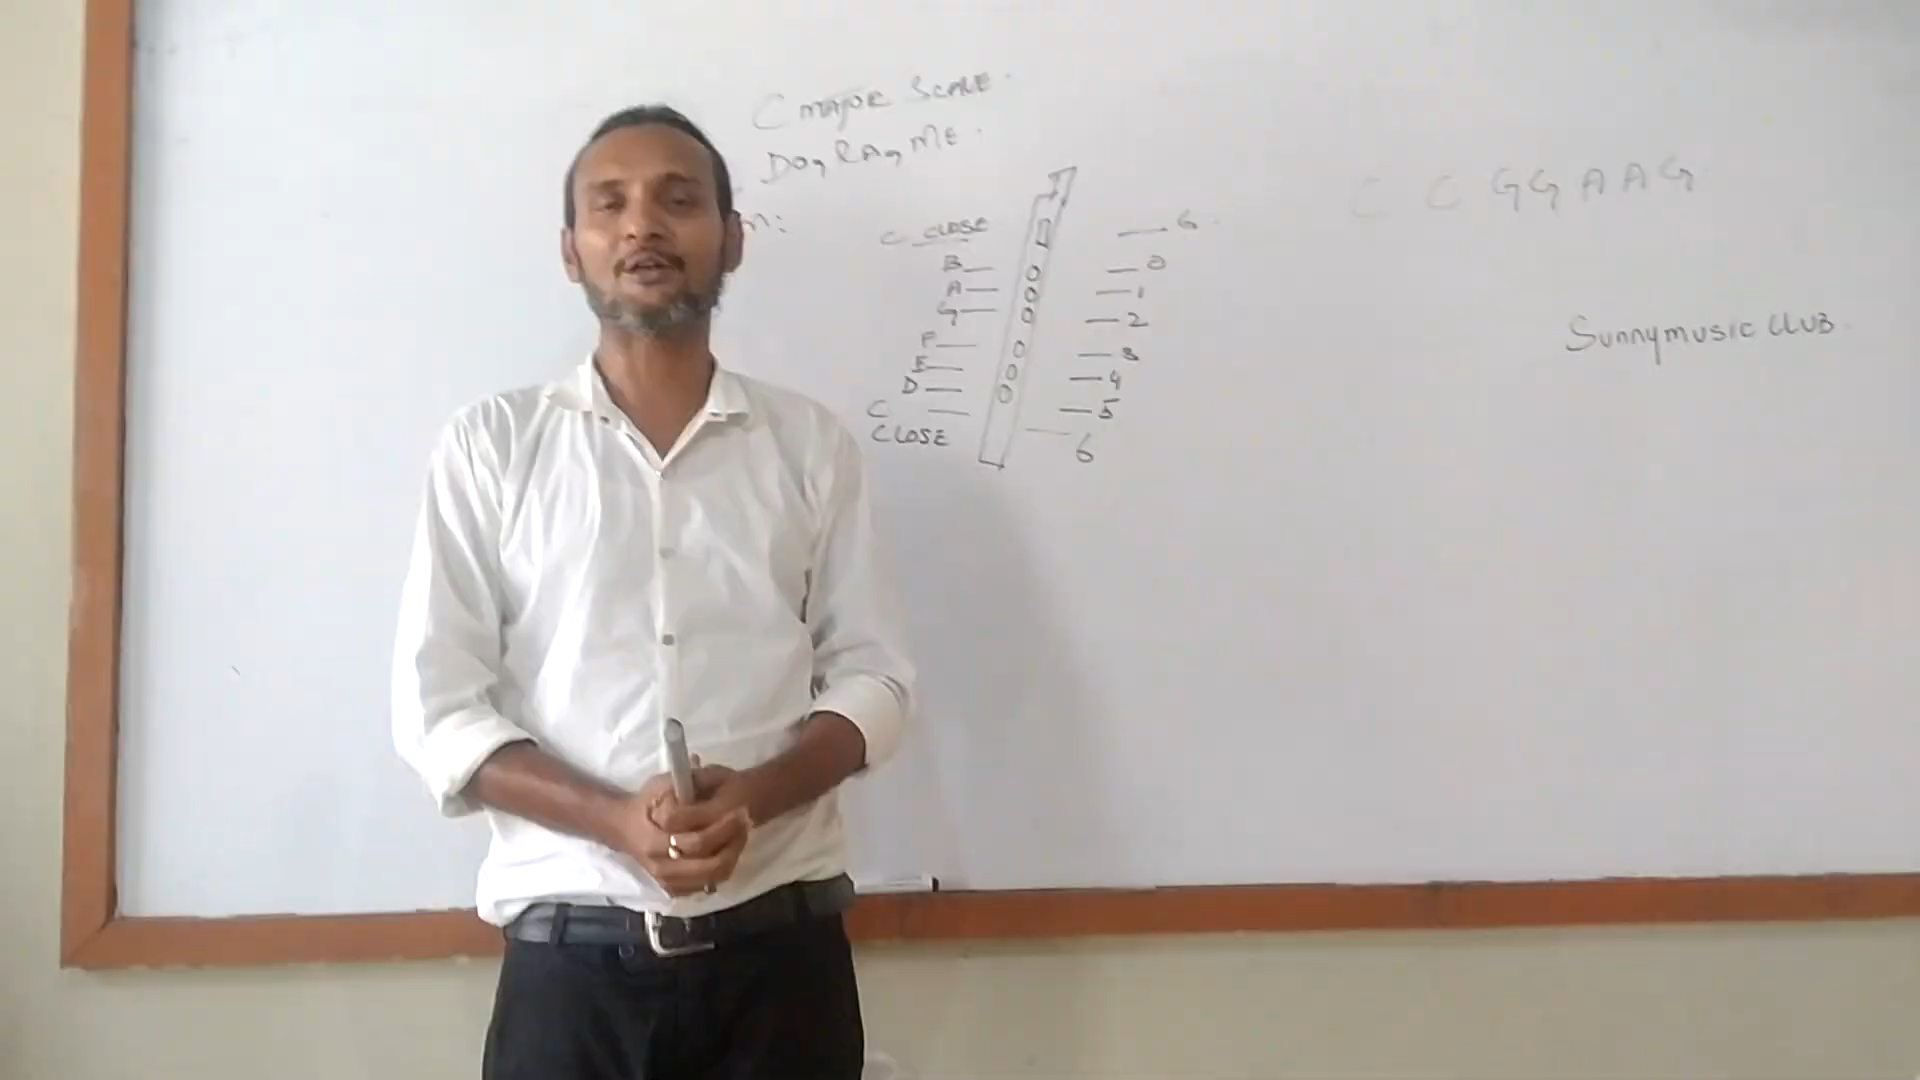 C major Scale.
Do, Ra, Me.
C CLOSE
B
A
G
F
E
D
C
CLOSE
6.
0
1
2
3
4
5
6
C C G G A A G
Sunnymusic CLUB.